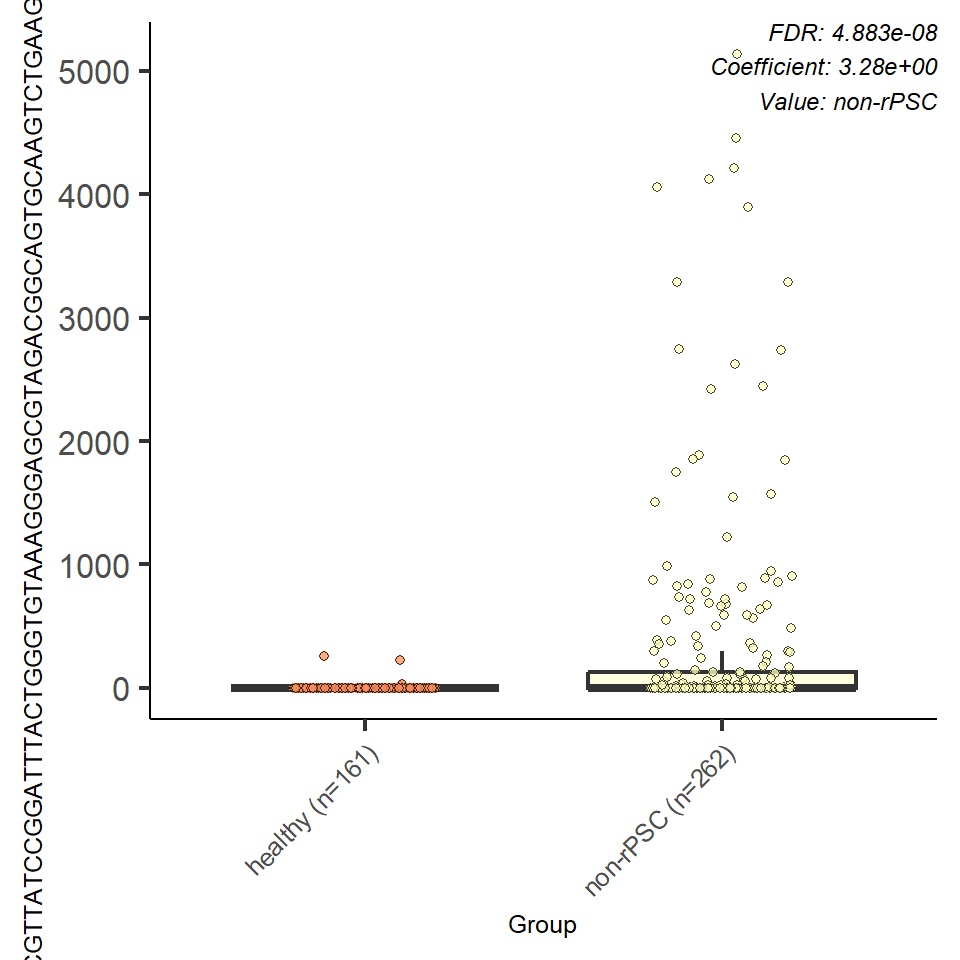 FDR: 4.883e-08
Coefficient: 3.28e+00
Value: non-rPSC
5000
4000
3000
2000
1000
0
CGTTATCCGGATTTACTGGGTGTAAAGGGAGCGTAGACGGCAGTGCAAGTCTGAAG
healthy (n=161)
non-rPSC (n=262)
Group